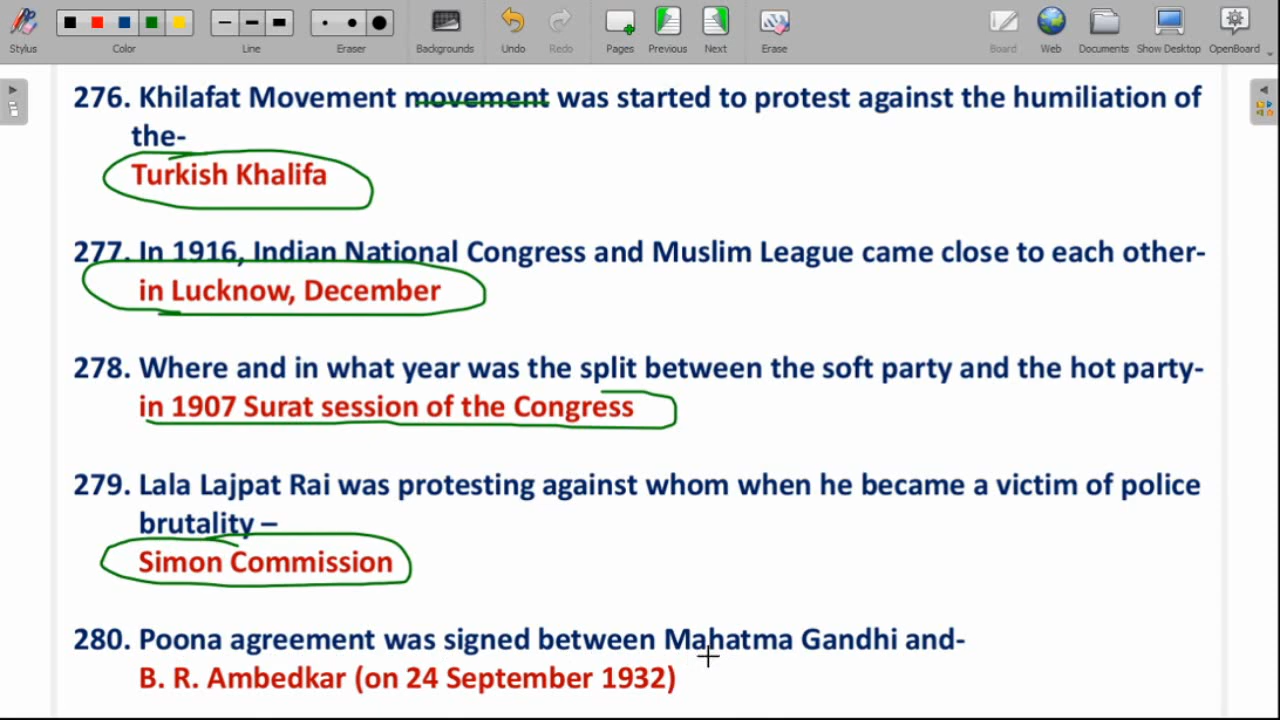 Stylus
Color
Line
Eraser
Backgrounds
Undo
Redo
Pages
Previous
Next
Erase
Board
Web
Documents
Show Desktop
OpenBoard
276. Khilafat Movement movement was started to protest against the humiliation of
the-
Turkish Khalifa
277. In 1916, Indian National Congress and Muslim League came close to each other-
in Lucknow, December
278. Where and in what year was the split between the soft party and the hot party-
in 1907 Surat session of the Congress
279. Lala Lajpat Rai was protesting against whom when he became a victim of police
brutality –
Simon Commission
280. Poona agreement was signed between Mahatma Gandhi and-
B. R. Ambedkar (on 24 September 1932)